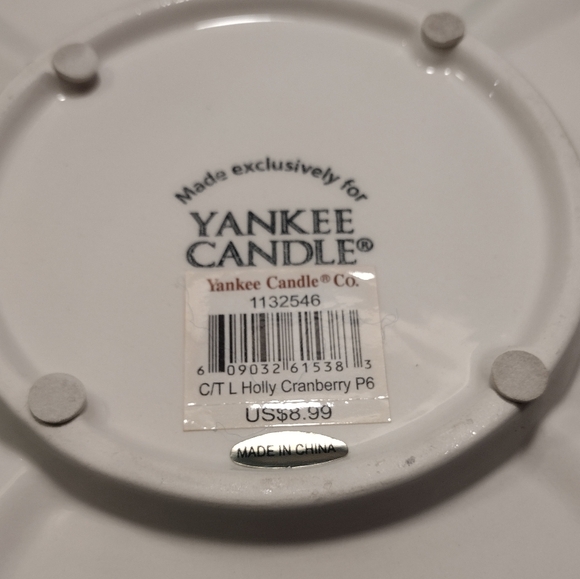 Made exclusively for
YANKEE
CANDLE®
Yankee Candle® Co.
1132546
6 09032 61538 3
C/T L Holly Cranberry P6
US$8.99
MADE IN CHINA